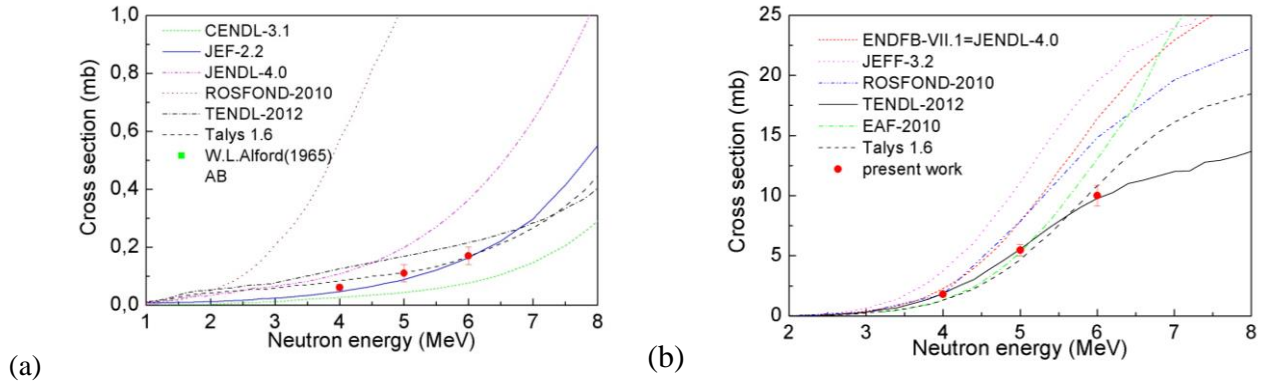 1,0
0,8
0,6
0,4
0,2
0,0
Cross section (mb)
CENDL-3.1
JEF-2.2
JENDL-4.0
ROSFOND-2010
TENDL-2012
Talys 1.6
W.L.Alford(1965)
AB
1 2 3 4 5 6 7 8
Neutron energy (MeV)
(a)
25
20
15
10
5
0
Cross section (mb)
ENDFB-VII.1=JENDL-4.0
JEFF-3.2
ROSFOND-2010
TENDL-2012
EAF-2010
Talys 1.6
present work
2 3 4 5 6 7 8
Neutron energy (MeV)
(b)